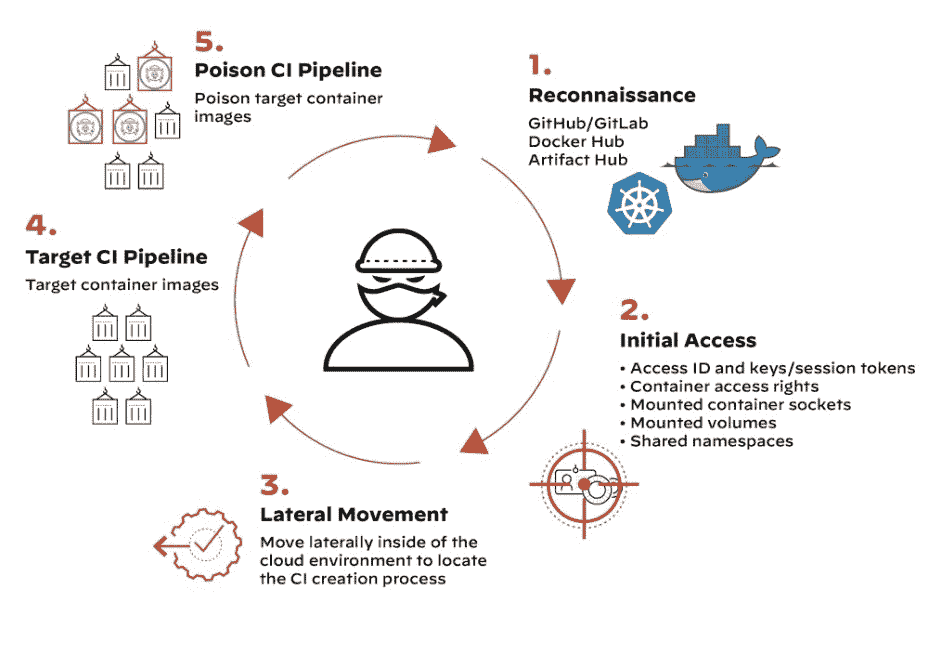 1.
Reconnaissance
GitHub/GitLab
Docker Hub
Artifact Hub
2.
Initial Access
• Access ID and keys/session tokens
• Container access rights
• Mounted container sockets
• Mounted volumes
• Shared namespaces
3.
Lateral Movement
Move laterally inside of the
cloud environment to locate
the CI creation process
4.
Target CI Pipeline
Target container images
5.
Poison CI Pipeline
Poison target container
images